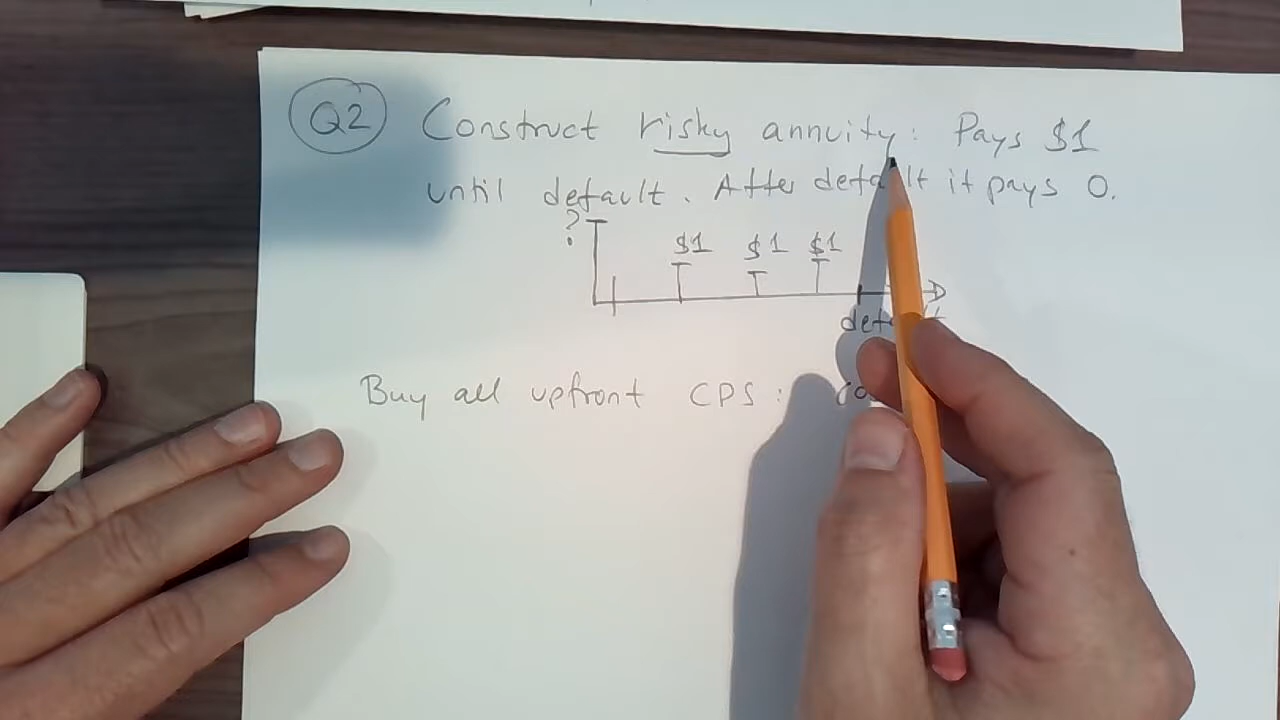 Q2 Construct risky annuity: Pays $1
until default. After default it pays 0.
?
$1 $1 $1
Buy all upfront CPS: